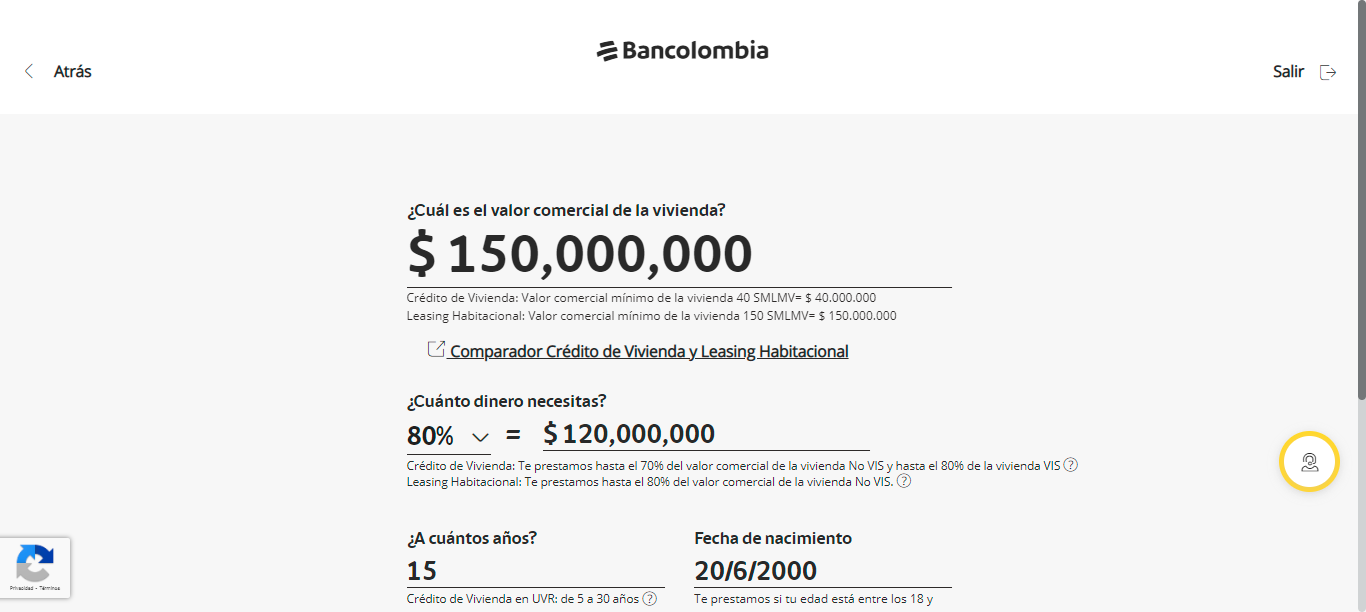 Bancolombia
Atrás
Salir
¿Cuál es el valor comercial de la vivienda?
$ 150,000,000
Crédito de Vivienda: Valor comercial mínimo de la vivienda 40 SMLMV= $ 40.000.000
Leasing Habitacional: Valor comercial mínimo de la vivienda 150 SMLMV= $ 150.000.000
Comparador Crédito de Vivienda y Leasing Habitacional
¿Cuánto dinero necesitas?
80% = $ 120,000,000
Crédito de Vivienda: Te prestamos hasta el 70% del valor comercial de la vivienda No VIS y hasta el 80% de la vivienda VIS ?
Leasing Habitacional: Te prestamos hasta el 80% del valor comercial de la vivienda No VIS. ?
¿A cuántos años?
15
Crédito de Vivienda en UVR: de 5 a 30 años ?
Fecha de nacimiento
20/6/2000
Te prestamos si tu edad está entre los 18 y
Privacidad - Términos